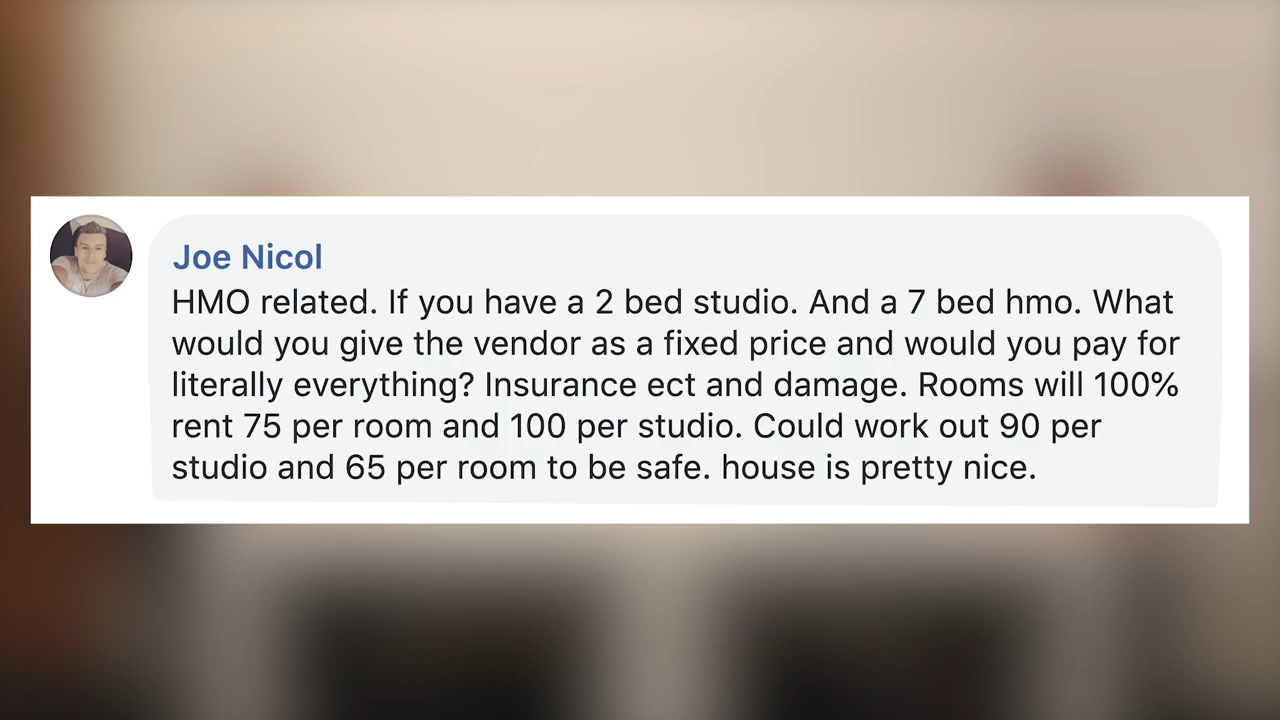 Joe Nicol
HMO related. If you have a 2 bed studio. And a 7 bed hmo. What
would you give the vendor as a fixed price and would you pay for
literally everything? Insurance ect and damage. Rooms will 100%
rent 75 per room and 100 per studio. Could work out 90 per
studio and 65 per room to be safe. house is pretty nice.